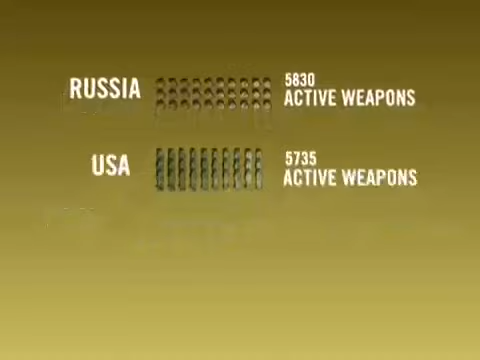 RUSSIA
5830
ACTIVE WEAPONS
USA
5735
ACTIVE WEAPONS